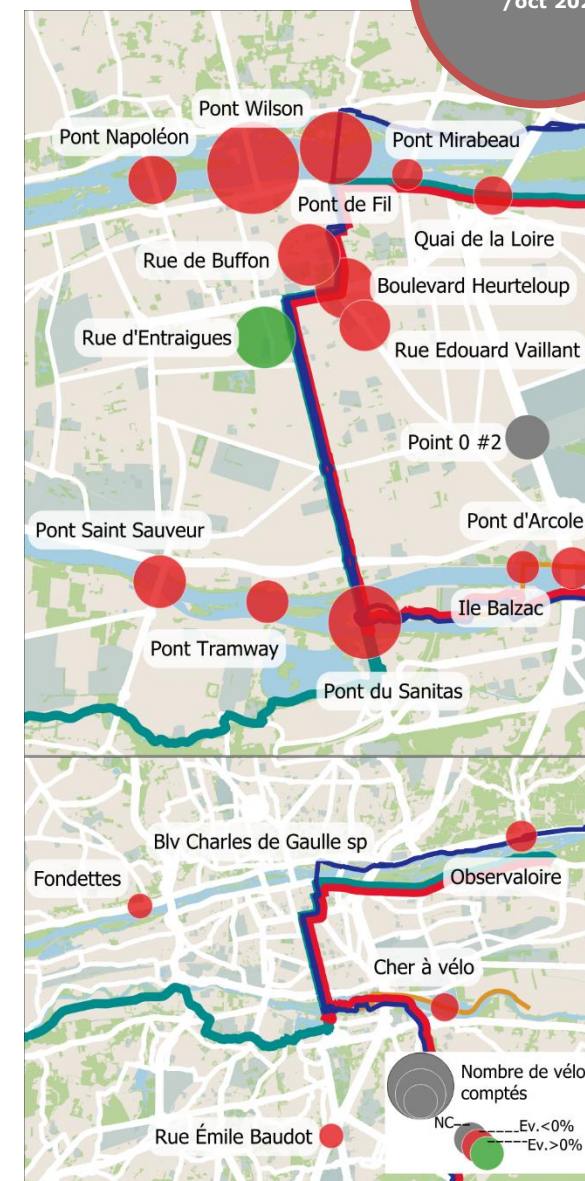 /oct 202
Pont Wilson
Pont Napoléon
Pont Mirabeau
Pont de Fil
Quai de la Loire
Rue de Buffon
Boulevard Heurteloup
Rue d'Entraigues
Rue Edouard Vaillant
Point 0 #2
Pont d'Arcole
Pont Saint Sauveur
Ile Balzac
Pont Tramway
Pont du Sanitas
Blv Charles de Gaulle sp
Fondettes
Observaloire
Cher à vélo
Nombre de vélo
comptés
NC
Ev.<0%
Ev.>0%
Rue Émile Baudot